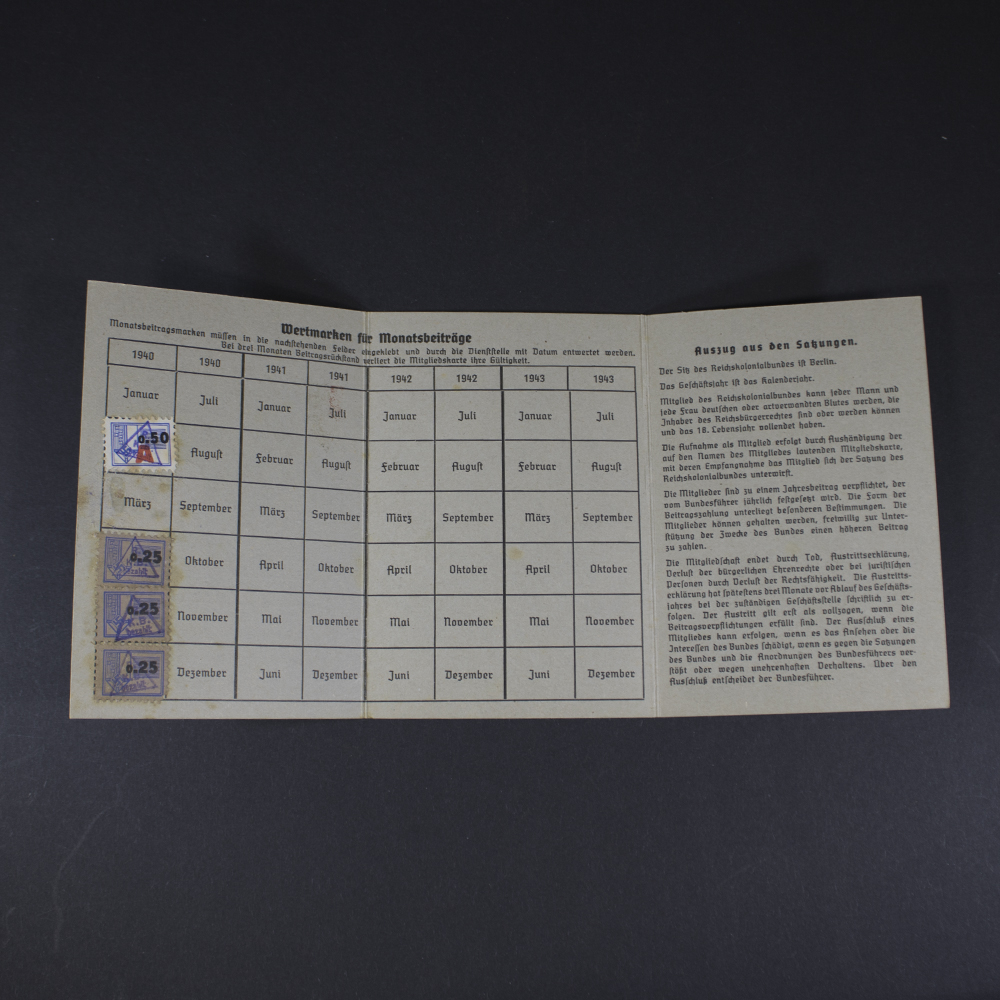 Wertmarken für Monatsbeiträge
Monatsbeitragsmarken müssen in die nachstehenden Felder eingeklebt und durch die Dienststelle mit Datum entwertet werden.
Bei drei Monaten Beitragsrückstand verliert die Mitgliedskarte ihre Gültigkeit.
1940 1940 1941 1941 1942 1942 1943 1943
Januar Juli Januar Juli Januar Juli Januar Juli
0.50 A August Februar August Februar August Februar August
März September März September März September März September
0.25 Oktober April Oktober April Oktober April Oktober
0.25 K.B. bezahlt November Mai November Mai November Mai November
0.25 Dezember Juni Dezember Juni Dezember Juni Dezember
Auszug aus den Satzungen.
Der Sitz des Reichskolonialbundes ist Berlin.
Das Geschäftsjahr ist das Kalenderjahr.
Mitglied des Reichskolonialbundes kann jeder Mann und
jede Frau deutschen oder artverwandten Blutes werden, die
Inhaber des Reichsbürgerrechtes sind oder werden können
und das 18. Lebensjahr vollendet haben.
Die Aufnahme als Mitglied erfolgt durch Aushändigung der
auf den Namen des Mitgliedes lautenden Mitgliedskarte,
mit deren Empfangnahme das Mitglied sich der Satzung des
Reichskolonialbundes unterwirft.
Die Mitglieder sind zu einem Jahresbeitrag verpflichtet, der
vom Bundesführer jährlich festgesetzt wird. Die Form der
Beitragszahlung unterliegt besonderen Bestimmungen. Die
Mitglieder können gehalten werden, freiwillig zur Unter-
stützung der Zwecke des Bundes einen höheren Beitrag
zu zahlen.
Die Mitgliedschaft endet durch Tod, Austrittserklärung,
Verlust der bürgerlichen Ehrenrechte oder bei juristischen
Personen durch Verlust der Rechtsfähigkeit. Die Austritts-
erklärung hat spätestens drei Monate vor Ablauf des Geschäfts-
jahres bei der zuständigen Geschäftsstelle schriftlich zu er-
folgen. Der Austritt gilt erst als vollzogen, wenn die
Beitragsverpflichtungen erfüllt sind. Der Ausschluß eines
Mitgliedes kann erfolgen, wenn es das Ansehen oder die
Interessen des Bundes schädigt, wenn es gegen die Satzungen
des Bundes und die Anordnungen des Bundesführers ver-
stößt oder wegen unehrenhaften Verhaltens. Über den
Ausschluß entscheidet der Bundesführer.